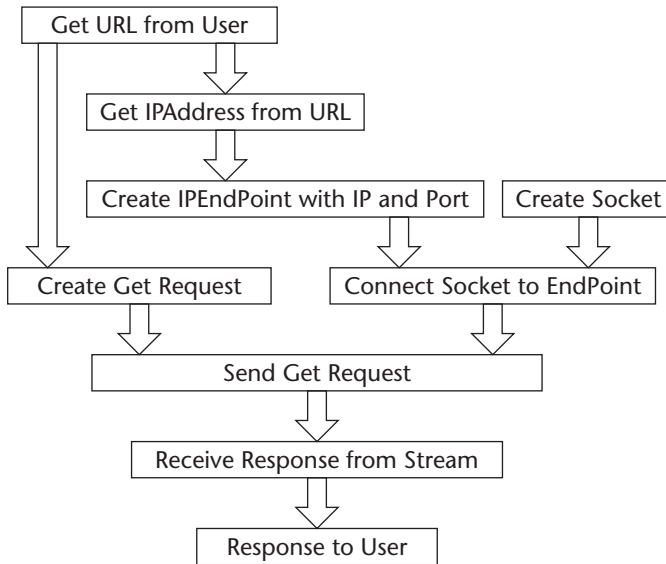 Get URL from User
Get IPAddress from URL
Create IPEndPoint with IP and Port
Create Socket
Create Get Request
Connect Socket to EndPoint
Send Get Request
Receive Response from Stream
Response to User